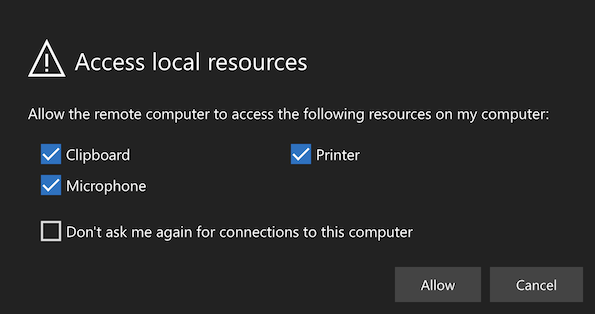 Access local resources
Allow the remote computer to access the following resources on my computer:
Clipboard Printer
Microphone
Don't ask me again for connections to this computer
Allow Cancel